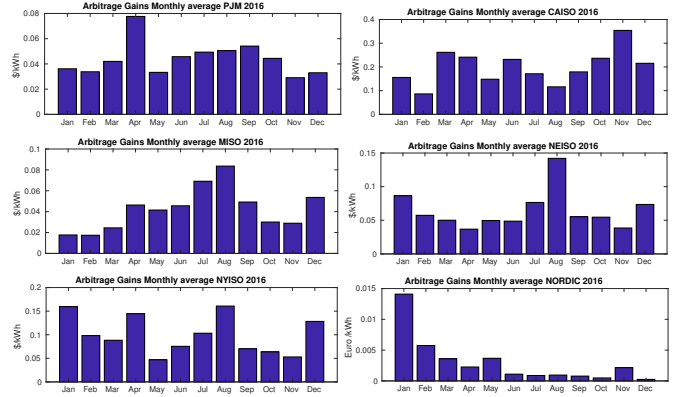 Arbitrage Gains Monthly average PJM 2016
0.08
0.06
0.04
0.02
0
$/kWh
Jan Feb Mar Apr May Jun Jul Aug Sep Oct Nov Dec
Arbitrage Gains Monthly average CAISO 2016
0.4
0.3
0.2
0.1
0
$/kWh
Jan Feb Mar Apr May Jun Jul Aug Sep Oct Nov Dec
Arbitrage Gains Monthly average MISO 2016
0.1
0.08
0.06
0.04
0.02
0
$/kWh
Jan Feb Mar Apr May Jun Jul Aug Sep Oct Nov Dec
Arbitrage Gains Monthly average NEISO 2016
0.15
0.1
0.05
0
$/kWh
Jan Feb Mar Apr May Jun Jul Aug Sep Oct Nov Dec
Arbitrage Gains Monthly average NYISO 2016
0.2
0.15
0.1
0.05
0
$/kWh
Jan Feb Mar Apr May Jun Jul Aug Sep Oct Nov Dec
Arbitrage Gains Monthly average NORDIC 2016
0.015
0.01
0.005
0
Euro /kWh
Jan Feb Mar Apr May Jun Jul Aug Sep Oct Nov Dec